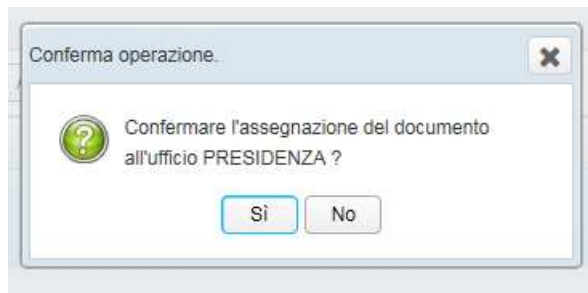 Conferma operazione.
Confermare l'assegnazione del documento
all'ufficio PRESIDENZA ?
Sì No